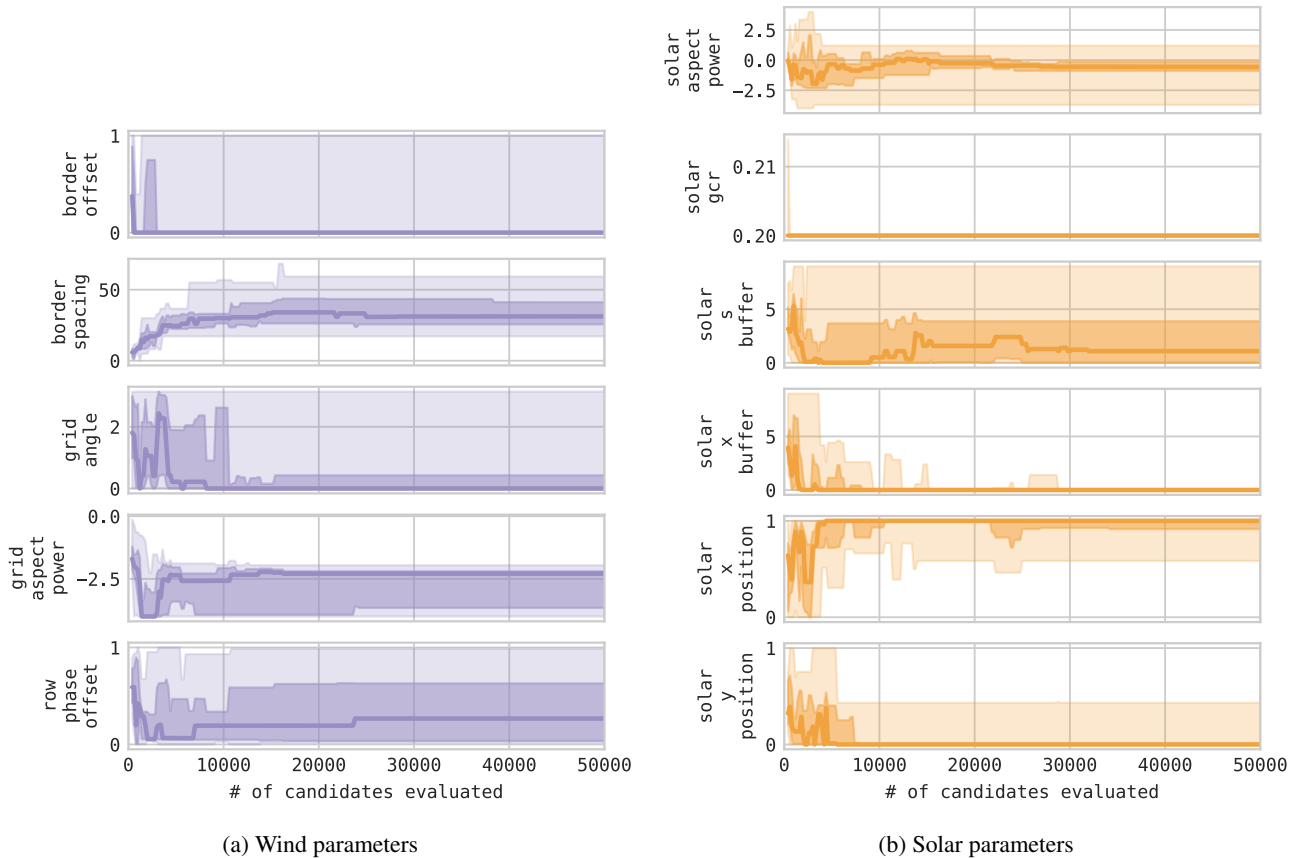 border
offset
1
0
border
spacing
50
0
grid
angle
2
0
grid
aspect
power
0.0
−2.5
row
phase
offset
1
0
0 10000 20000 30000 40000 50000
# of candidates evaluated
(a) Wind parameters
solar
aspect
power
2.5
0.0
−2.5
solar
gcr
0.21
0.20
solar
s
buffer
5
0
solar
x
buffer
5
0
solar
x
position
1
0
solar
y
position
1
0
0 10000 20000 30000 40000 50000
# of candidates evaluated
(b) Solar parameters